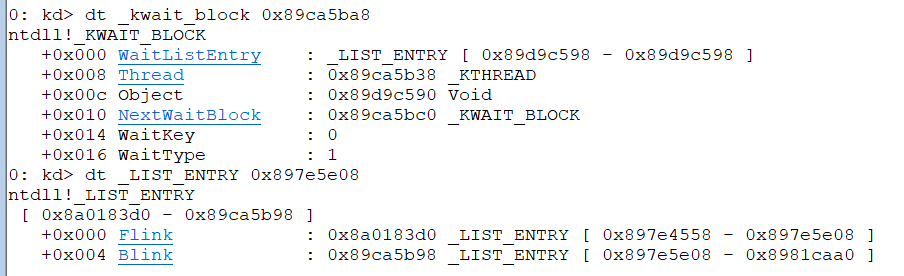 0: kd> dt _kwait_block 0x89ca5ba8
ntdll!_KWAIT_BLOCK
+0x000 WaitListEntry : _LIST_ENTRY [ 0x89d9c598 - 0x89d9c598 ]
+0x008 Thread : 0x89ca5b38 _KTHREAD
+0x00c Object : 0x89d9c590 Void
+0x010 NextWaitBlock : 0x89ca5bc0 _KWAIT_BLOCK
+0x014 WaitKey : 0
+0x016 WaitType : 1
0: kd> dt _LIST_ENTRY 0x897e5e08
ntdll!_LIST_ENTRY
[ 0x8a0183d0 - 0x89ca5b98 ]
+0x000 Flink : 0x8a0183d0 _LIST_ENTRY [ 0x897e4558 - 0x897e5e08 ]
+0x004 Blink : 0x89ca5b98 _LIST_ENTRY [ 0x897e5e08 - 0x8981caa0 ]